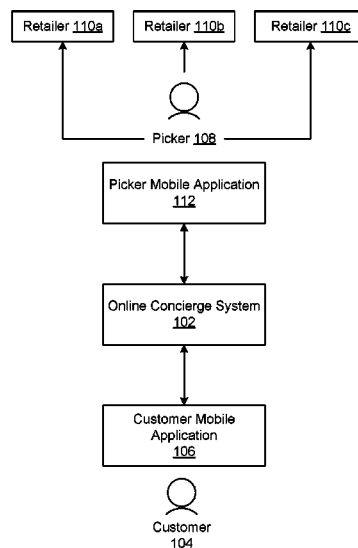 Retailer 110a
Retailer 110b
Retailer 110c
Picker 108
Picker Mobile Application
112
Online Concierge System
102
Customer Mobile
Application
106
Customer
104